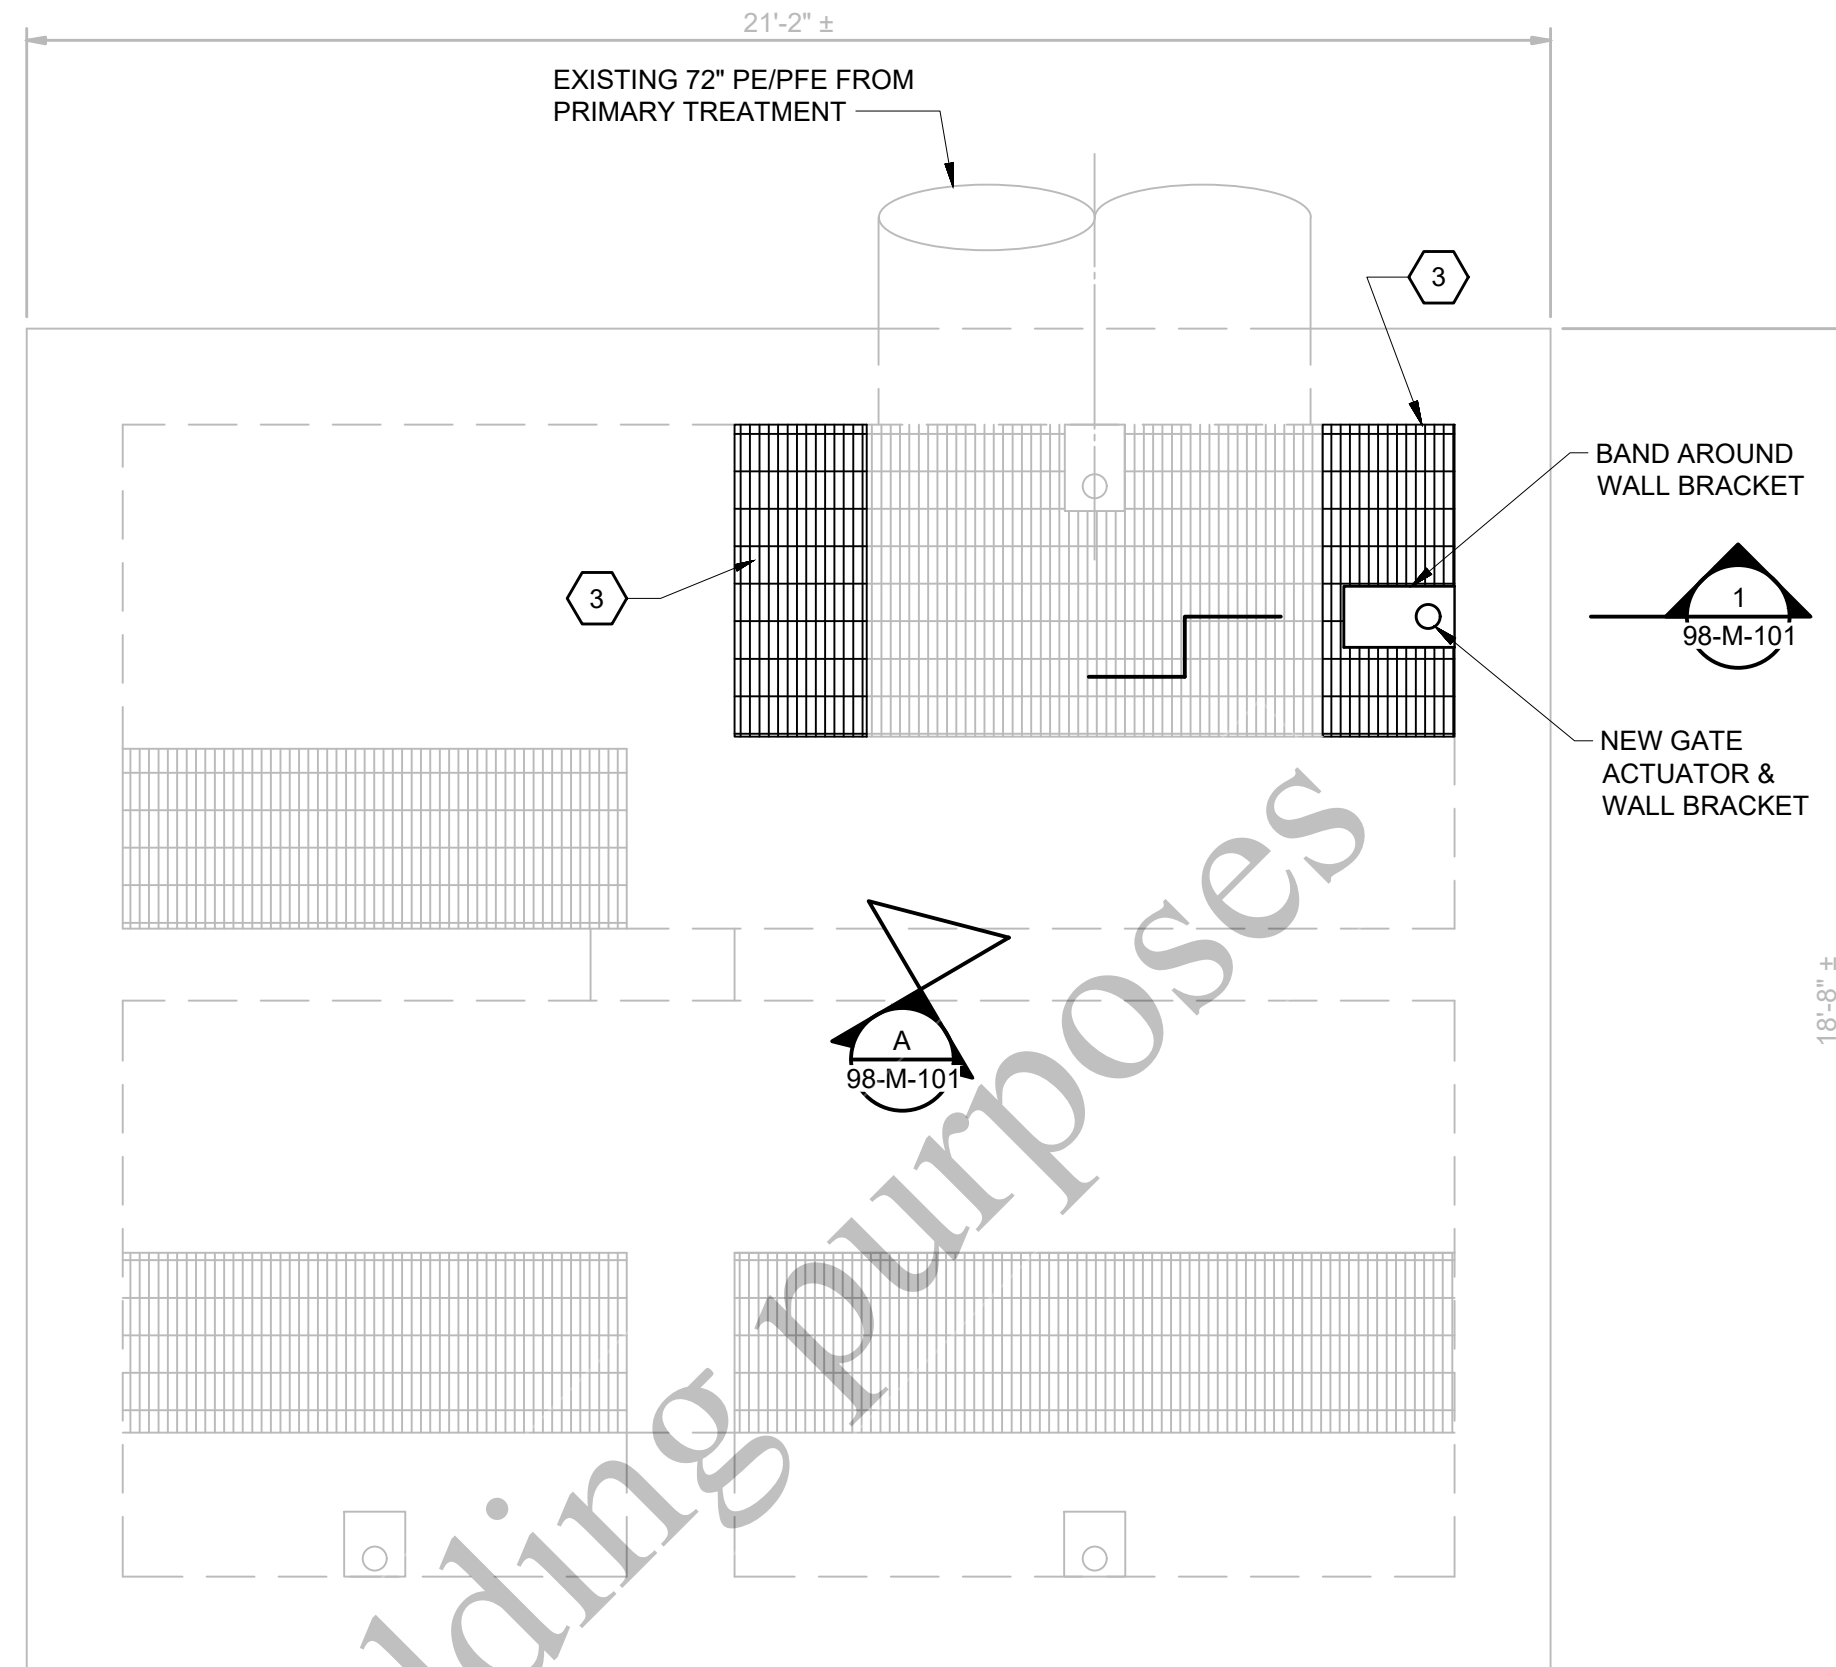 21'-2" ±
EXISTING 72" PE/PFE FROM
PRIMARY TREATMENT
3
BAND AROUND
WALL BRACKET
3
1
98-M-101
NEW GATE
ACTUATOR &
WALL BRACKET
18'-8" ±
A
98-M-101
purposes